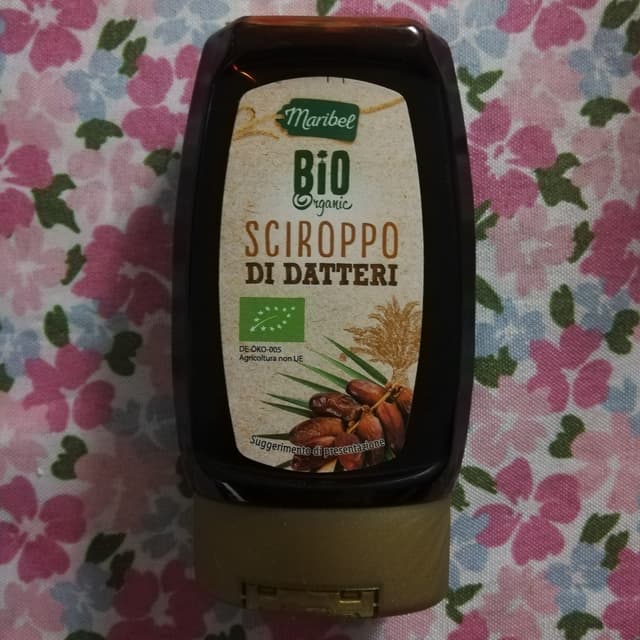 Maribel
BiO
Organic
SCIROPPO
DI DATTERI
DE-ÖKO-005
Agricoltura non UE
Suggerimento di presentazione